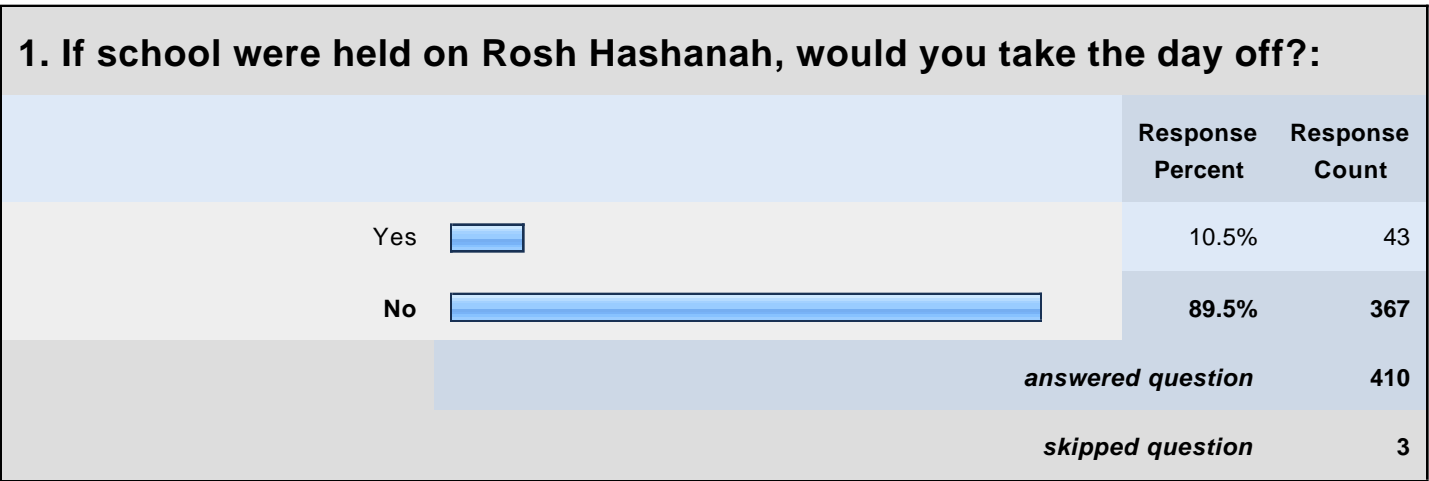 1. If school were held on Rosh Hashanah, would you take the day off?:
Response Percent Response Count
Yes 10.5% 43
No 89.5% 367
answered question 410
skipped question 3